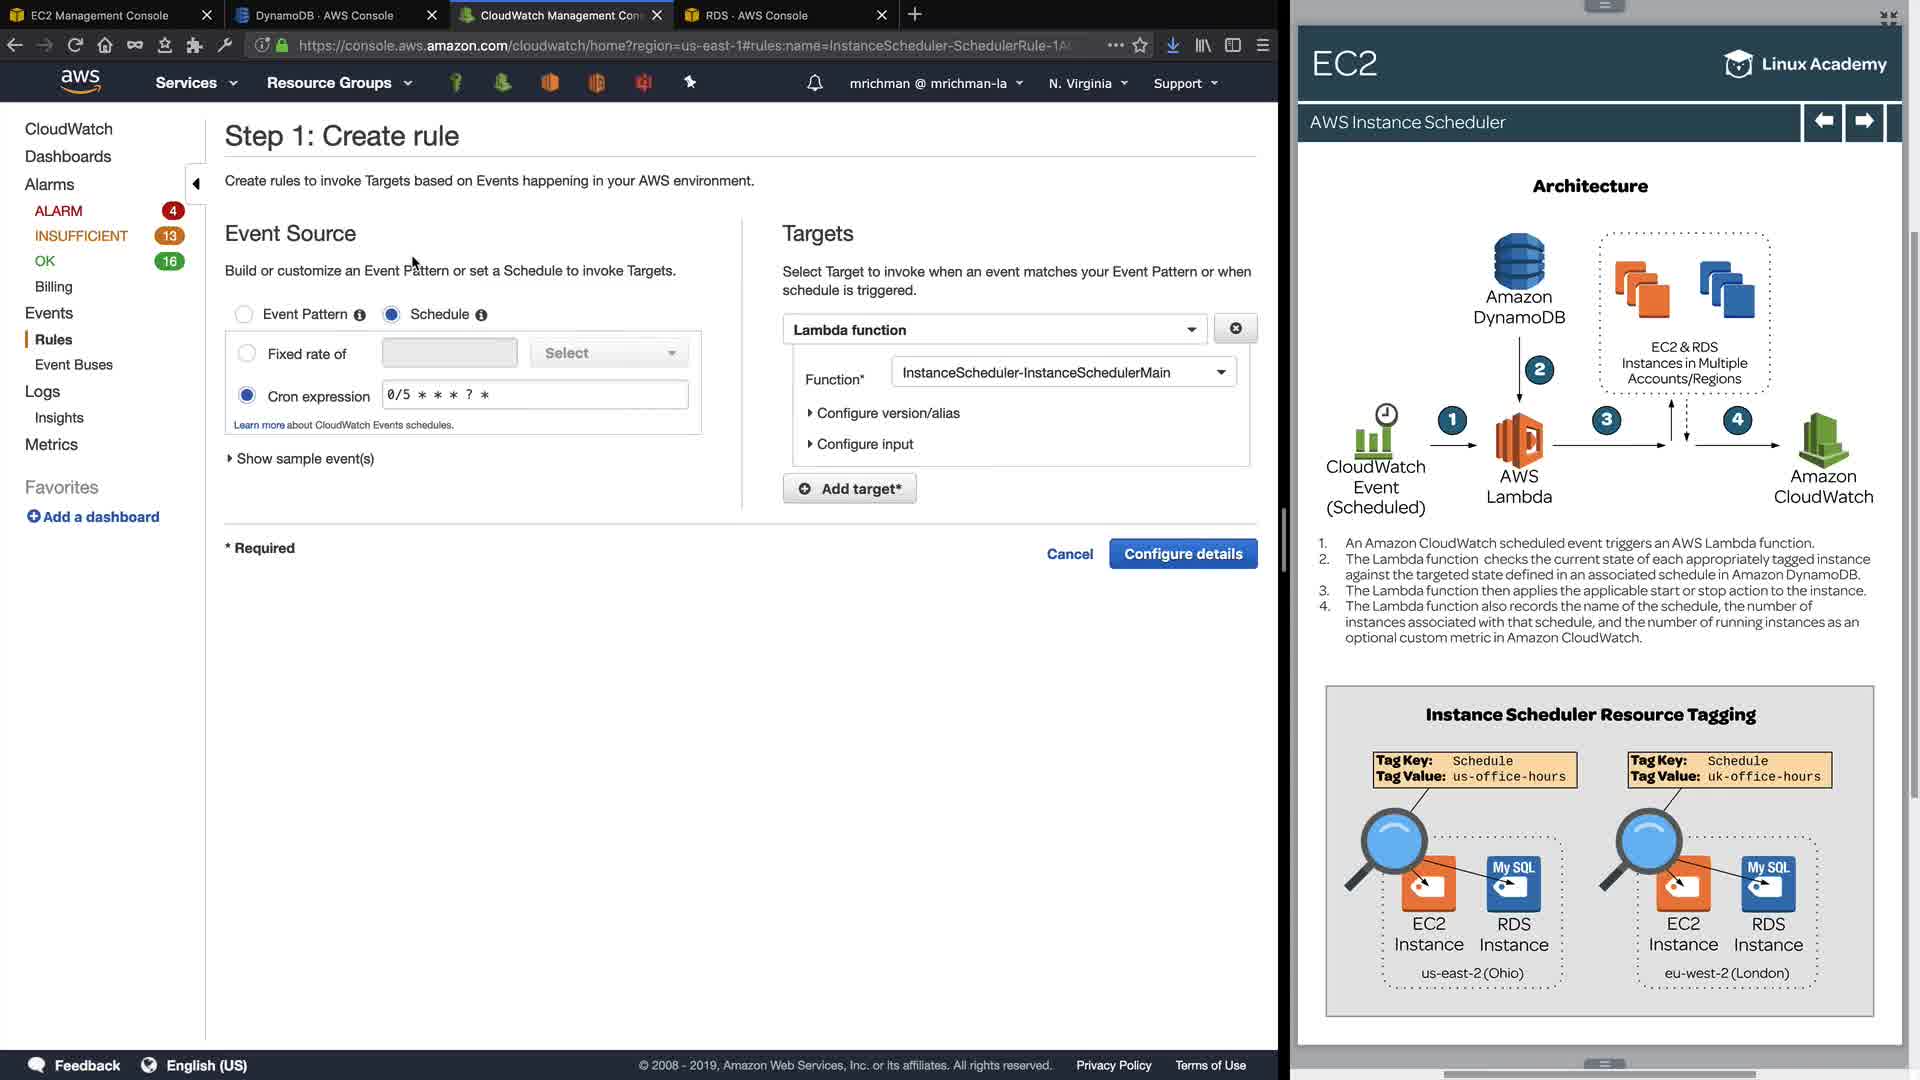 EC2 Management Console
DynamoDB · AWS Console
CloudWatch Management Con
RDS · AWS Console
https://console.aws.amazon.com/cloudwatch/home?region=us-east-1#rules:name=InstanceScheduler-SchedulerRule-1A
aws
Services
Resource Groups
mrichman @ mrichman-la
N. Virginia
Support
CloudWatch
Dashboards
Alarms
ALARM 4
INSUFFICIENT 13
OK 16
Billing
Events
Rules
Event Buses
Logs
Insights
Metrics
Favorites
Add a dashboard
Step 1: Create rule
Create rules to invoke Targets based on Events happening in your AWS environment.
Event Source
Build or customize an Event Pattern or set a Schedule to invoke Targets.
Event Pattern
Schedule
Fixed rate of
Select
Cron expression
0/5 * * * ? *
Learn more about CloudWatch Events schedules.
Show sample event(s)
Targets
Select Target to invoke when an event matches your Event Pattern or when
schedule is triggered.
Lambda function
Function*
InstanceScheduler-InstanceSchedulerMain
Configure version/alias
Configure input
Add target*
* Required
Cancel
Configure details
Feedback
English (US)
© 2008 - 2019, Amazon Web Services, Inc. or its affiliates. All rights reserved.
Privacy Policy
Terms of Use
EC2
Linux Academy
AWS Instance Scheduler
Architecture
Amazon
DynamoDB
EC2 & RDS
Instances in Multiple
Accounts/Regions
1
2
3
4
CloudWatch
Event
(Scheduled)
AWS
Lambda
Amazon
CloudWatch
1. An Amazon CloudWatch scheduled event triggers an AWS Lambda function.
2. The Lambda function checks the current state of each appropriately tagged instance
against the targeted state defined in an associated schedule in Amazon DynamoDB.
3. The Lambda function then applies the applicable start or stop action to the instance.
4. The Lambda function also records the name of the schedule, the number of
instances associated with that schedule, and the number of running instances as an
optional custom metric in Amazon CloudWatch.
Instance Scheduler Resource Tagging
Tag Key: Schedule
Tag Value: us-office-hours
Tag Key: Schedule
Tag Value: uk-office-hours
My SQL
My SQL
EC2
Instance
RDS
Instance
EC2
Instance
RDS
Instance
us-east-2 (Ohio)
eu-west-2 (London)